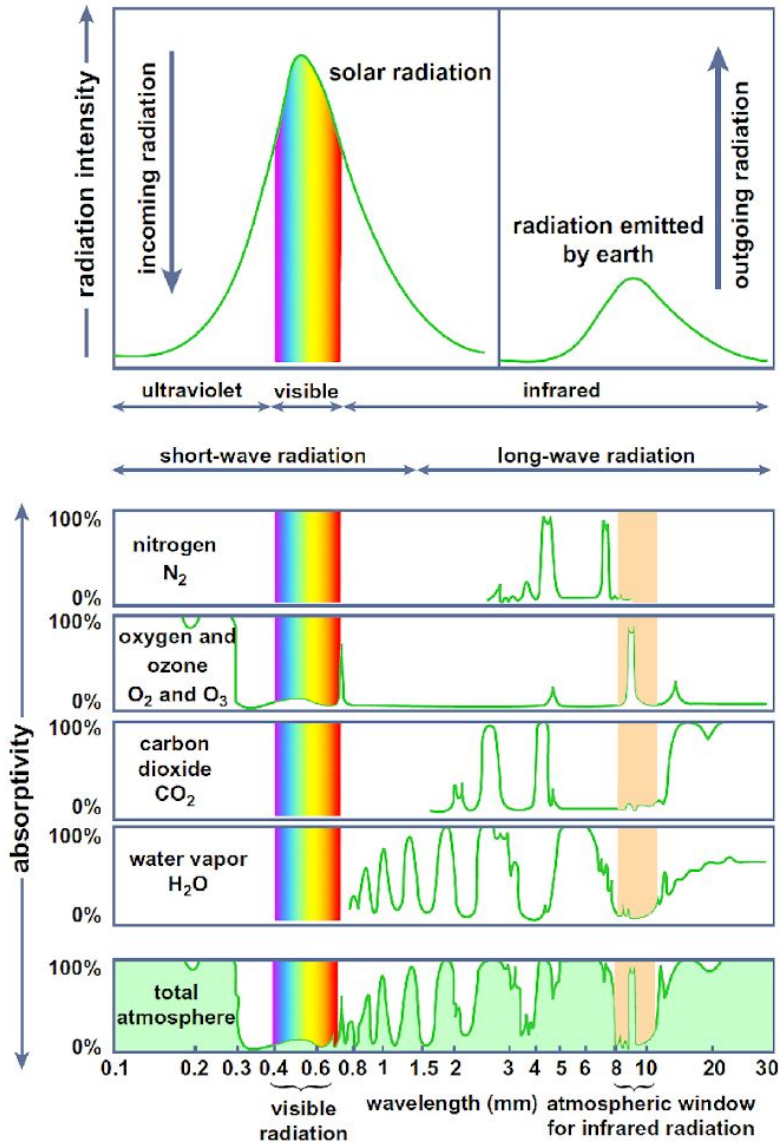 radiation intensity
incoming radiation
solar radiation
radiation emitted
by earth
outgoing radiation
ultraviolet
visible
infrared
short-wave radiation
long-wave radiation
absorptivity
100%
0%
nitrogen
N₂
100%
0%
oxygen and
ozone
O₂ and O₃
100%
0%
carbon
dioxide
CO₂
100%
0%
water vapor
H₂O
100%
0%
total
atmosphere
0.1 0.2 0.3 0.4 0.6 0.8 1 1.5 2 3 4 5 6 8 10 20 30
visible
radiation
wavelength (mm)
atmospheric window
for infrared radiation